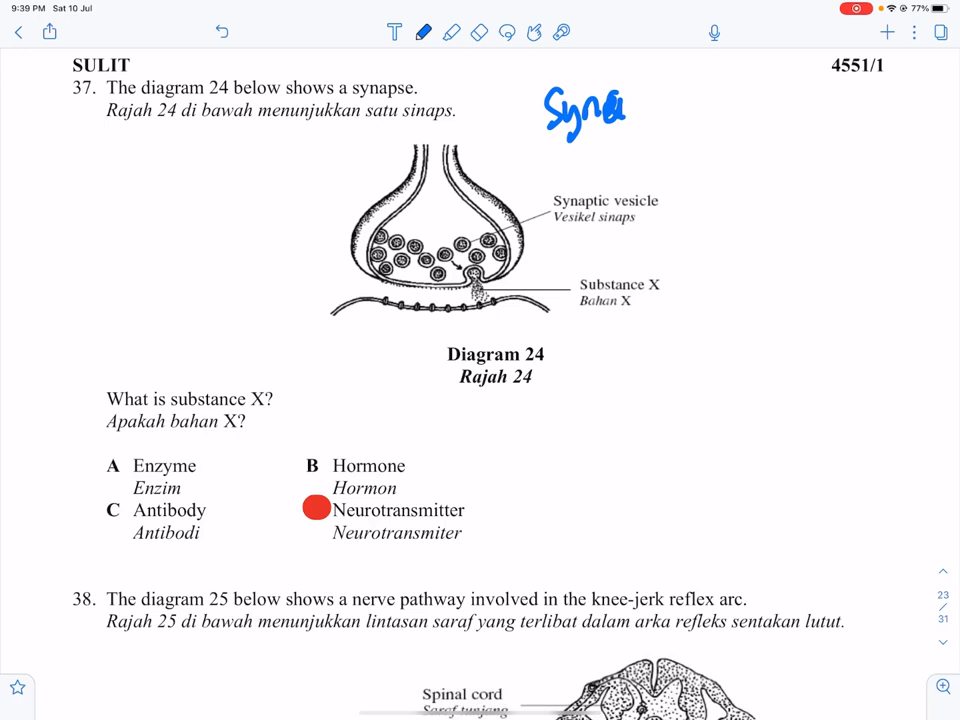 9:39 PM Sat 10 Jul
77%
SULIT 4551/1
37. The diagram 24 below shows a synapse.
Rajah 24 di bawah menunjukkan satu sinaps.
Syna
Synaptic vesicle
Vesikel sinaps
Substance X
Bahan X
Diagram 24
Rajah 24
What is substance X?
Apakah bahan X?
A Enzyme B Hormone
Enzim Hormon
C Antibody Neurotransmitter
Antibodi Neurotransmiter
23
/
31
38. The diagram 25 below shows a nerve pathway involved in the knee-jerk reflex arc.
Rajah 25 di bawah menunjukkan lintasan saraf yang terlibat dalam arka refleks sentakan lutut.
Spinal cord
Saraf tunjang